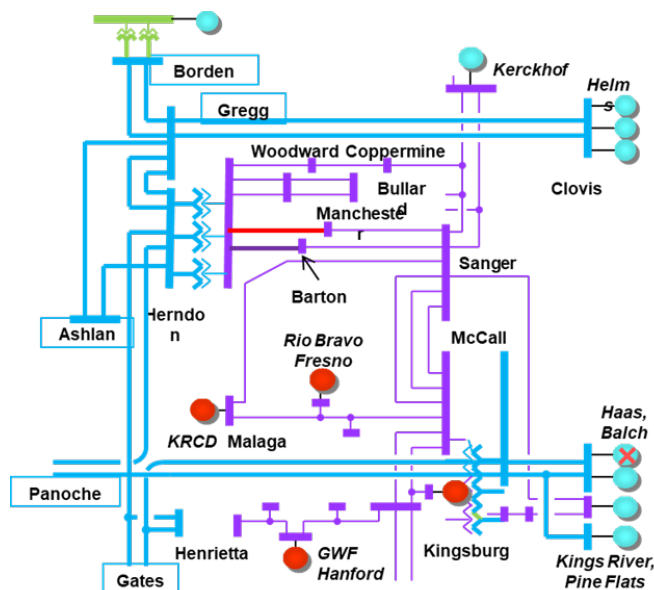 Borden
Kerckhof
Helm
s
Gregg
Woodward Coppermine
Bullar
d
Clovis
Mancheste
r
Sanger
Barton
Herndo
n
Ashlan
McCall
Rio Bravo
Fresno
Haas,
Balch
KRCD Malaga
Panoche
Henrietta
GWF
Hanford
Kingsburg
Kings River,
Pine Flats
Gates